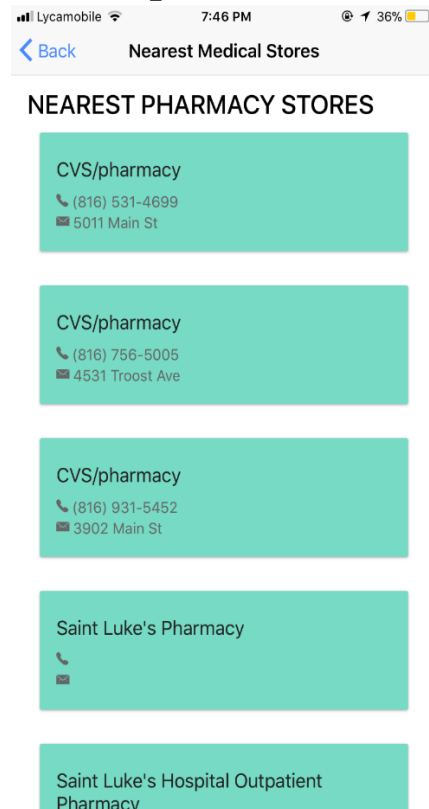 Lycamobile 7:46 PM 36%
Back Nearest Medical Stores
NEAREST PHARMACY STORES
CVS/pharmacy
(816) 531-4699
5011 Main St
CVS/pharmacy
(816) 756-5005
4531 Troost Ave
CVS/pharmacy
(816) 931-5452
3902 Main St
Saint Luke's Pharmacy
Saint Luke's Hospital Outpatient
Pharmacy